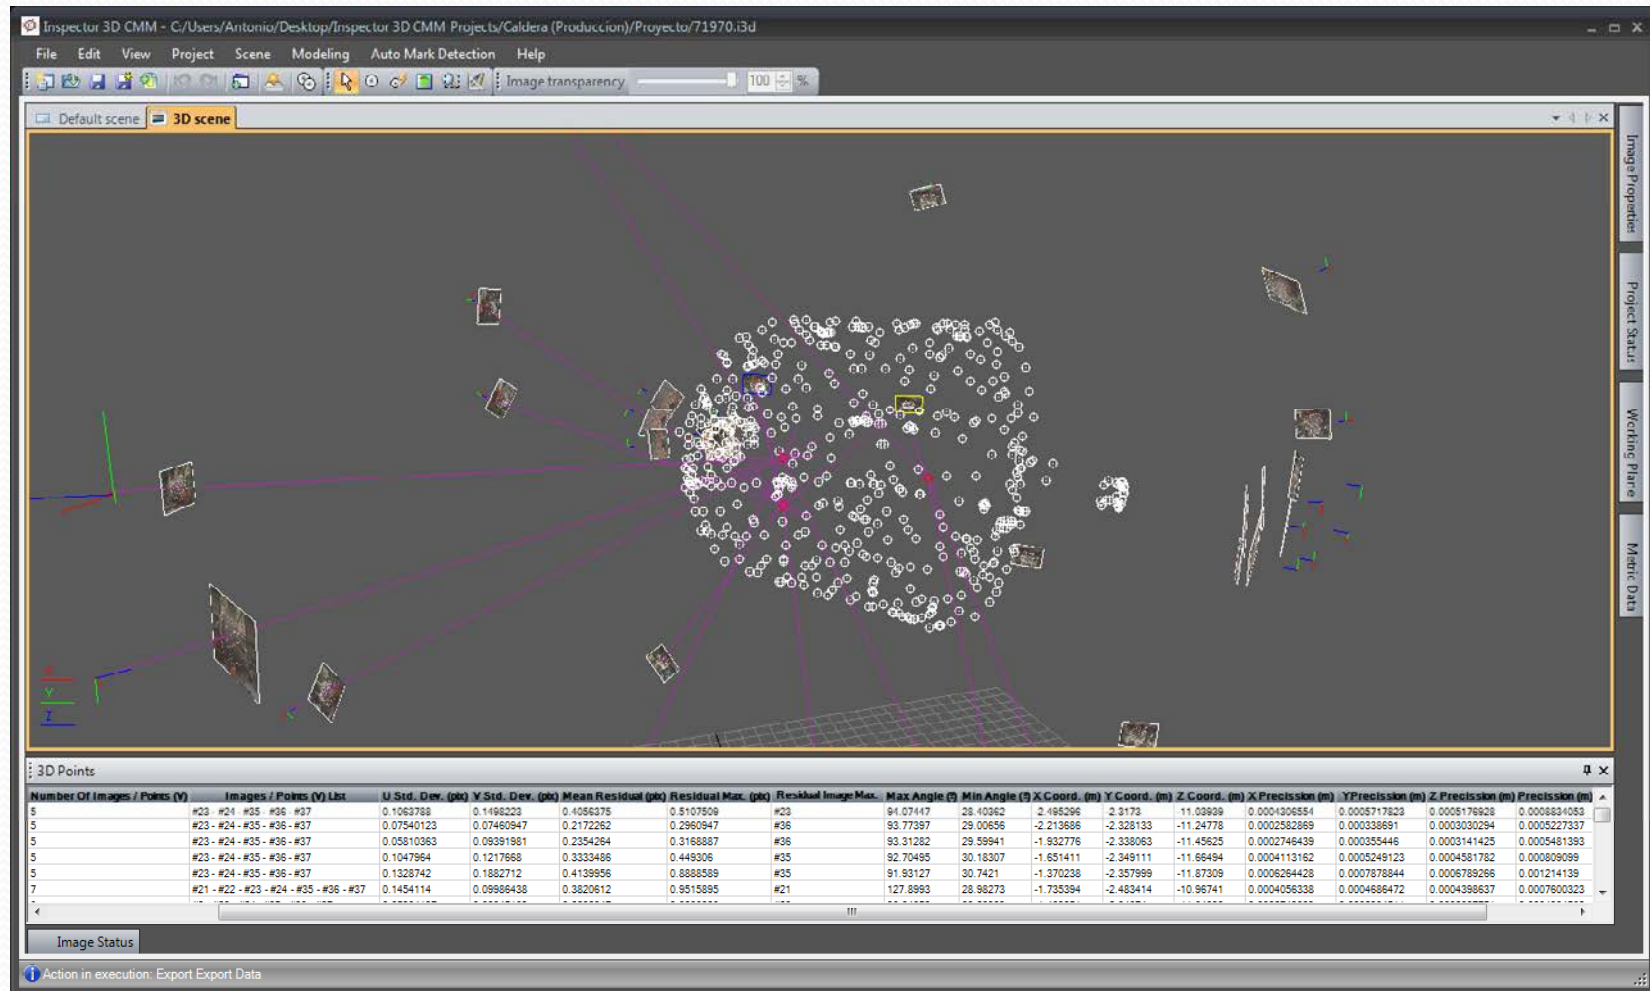 Inspector 3D CMM - C:/Users/Antonio/Desktop/Inspector 3D CMM Projects/Caldera (Produccion)/Proyecto/71970.i3d
File Edit View Project Scene Modeling Auto Mark Detection Help
Image transparency 100 %
Default scene 3D scene
Image Properties
Project Status
Working Plane
Metric Data
Y
Z
3D Points
Number Of Images / Points (V) Images / Points (V) List U Std. Dev. (pix) V Std. Dev. (pix) Mean Residual (pix) Residual Max. (pix) Residual Image Max. Max Angle (º) Min Angle (º) X Coord. (m) Y Coord. (m) Z Coord. (m) X Precission (m) YPrecission (m) Z Precission (m) Precission (m)
5 #23 - #24 - #35 - #36 - #37 0.1063788 0.1498223 0.4056375 0.5107509 #23 94.07447 28.40362 -2.495296 -2.3173 -11.03939 0.0004306554 0.0005717823 0.0005176928 0.0008834053
5 #23 - #24 - #35 - #36 - #37 0.07540123 0.07460947 0.2172262 0.2960947 #36 93.77397 29.00656 -2.213686 -2.328133 -11.24778 0.0002582869 0.000338691 0.0003030294 0.0005227337
5 #23 - #24 - #35 - #36 - #37 0.05810363 0.09391981 0.2354264 0.3168887 #36 93.31282 29.59941 -1.932776 -2.338063 -11.45625 0.0002746439 0.000355446 0.0003141425 0.0005481393
5 #23 - #24 - #35 - #36 - #37 0.1047964 0.1217668 0.3333486 0.449306 #35 92.70495 30.18307 -1.651411 -2.349111 -11.66494 0.0004113162 0.0005249123 0.0004581782 0.000809099
5 #23 - #24 - #35 - #36 - #37 0.1328742 0.1882712 0.4139956 0.8888589 #35 91.93127 30.7421 -1.370238 -2.357999 -11.87309 0.0006264428 0.0007878844 0.0006789266 0.001214139
7 #21 - #22 - #23 - #24 - #35 - #36 - #37 0.1454114 0.09986438 0.3820612 0.9515895 #21 127.8993 28.98273 -1.735394 -2.483414 -10.96741 0.0004056338 0.0004686472 0.0004398637 0.0007600323
Image Status
Action in execution: Export Export Data